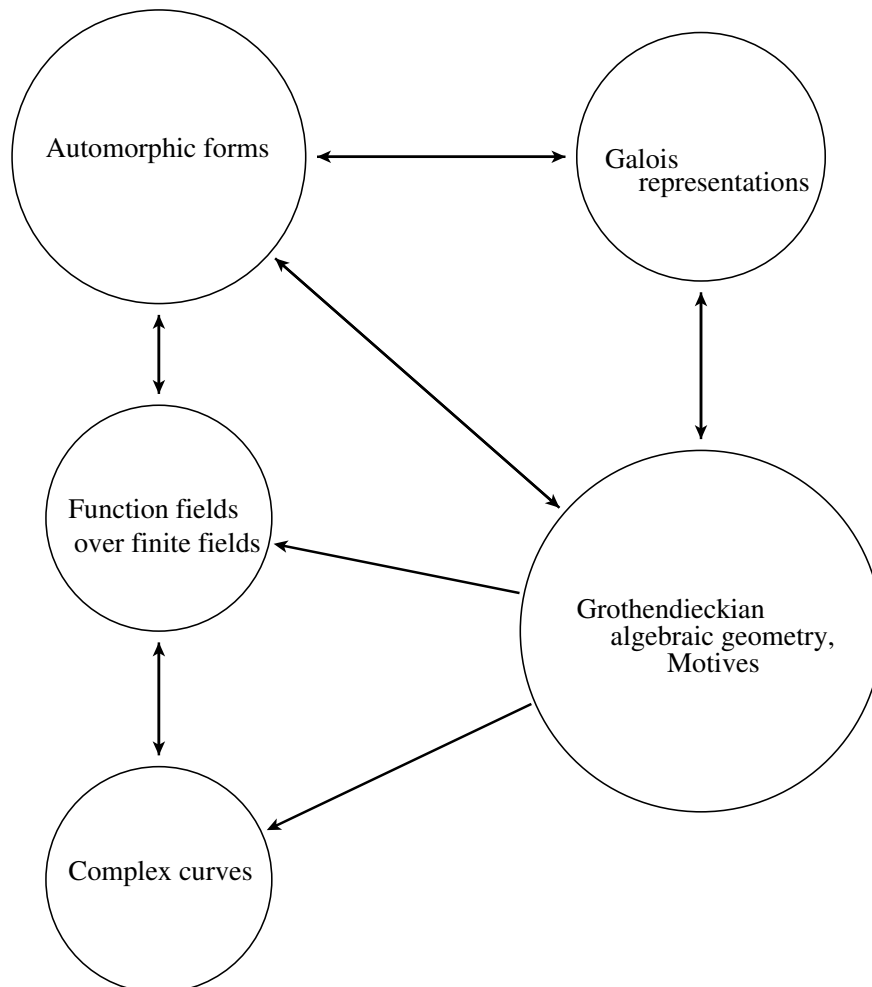 Automorphic forms
Galois
representations
Function fields
over finite fields
Grothendieckian
algebraic geometry,
Motives
Complex curves